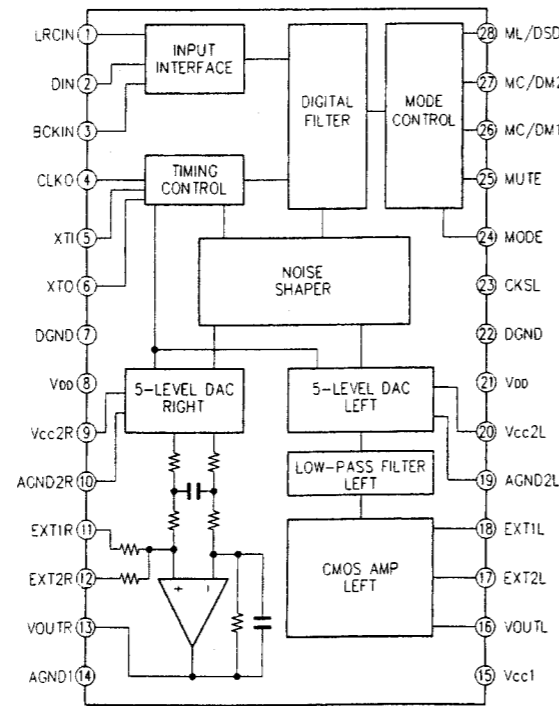 LRCIN 1
DIN 2
BCKIN 3
CLKO 4
XTI 5
XTO 6
DGND 7
VDD 8
Vcc2R 9
AGND2R 10
EXT1R 11
EXT2R 12
VOUTR 13
AGND1 14
INPUT
INTERFACE
TIMING
CONTROL
DIGITAL
FILTER
MODE
CONTROL
NOISE
SHAPER
5-LEVEL DAC
RIGHT
5-LEVEL DAC
LEFT
LOW-PASS FILTER
LEFT
CMOS AMP
LEFT
+ −
28 ML/DSD
27 MC/DM2
26 MC/DM1
25 MUTE
24 MODE
23 CKSL
22 DGND
21 VDD
20 Vcc2L
19 AGND2L
18 EXT1L
17 EXT2L
16 VOUTL
15 Vcc1